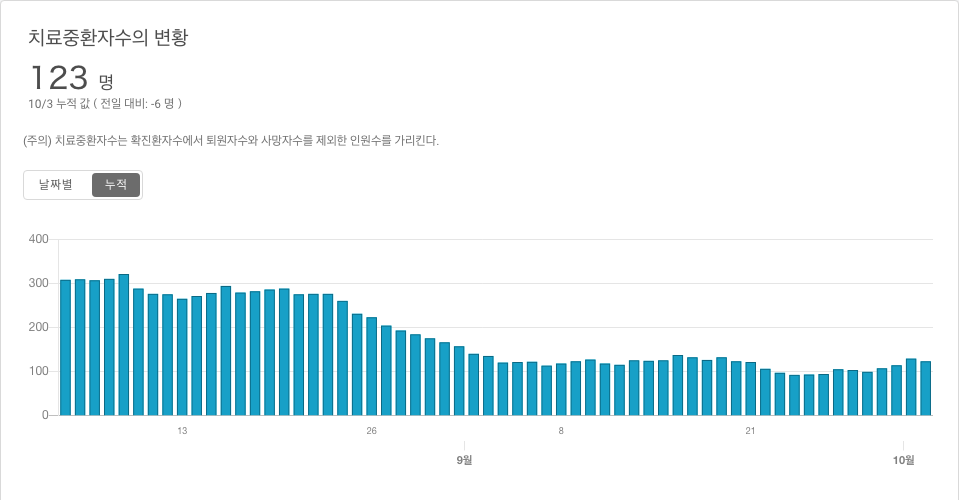 치료중환자수의 변황
123 명
10/3 누적 값 ( 전일 대비: -6 명 )
(주의) 치료중환자수는 확진환자수에서 퇴원자수와 사망자수를 제외한 인원수를 가리킨다.
날짜별 누적
400
300
200
100
0
13 26 8 21
9월 10월